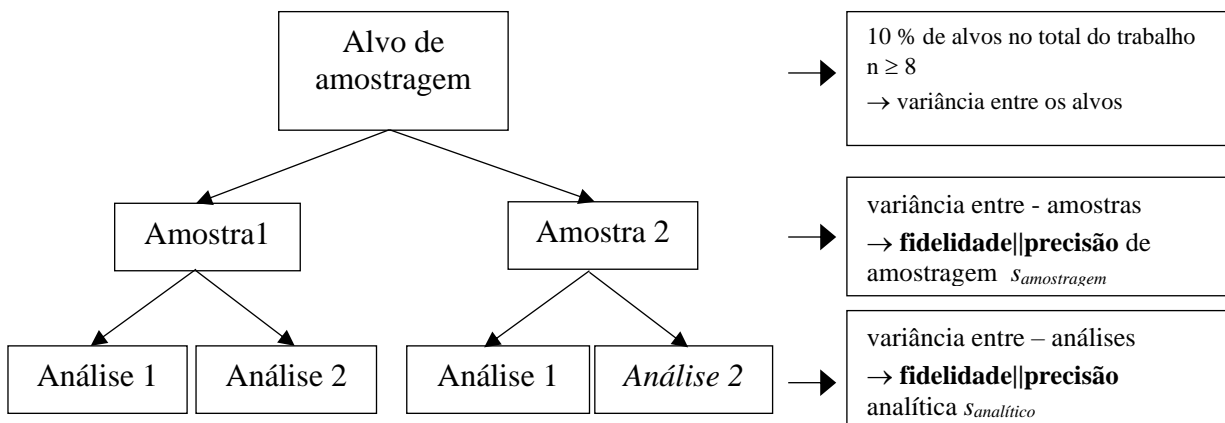 Alvo de
amostragem
10 % de alvos no total do trabalho
n ≥ 8
→ variância entre os alvos
Amostra1
Amostra 2
variância entre - amostras
→ fidelidade||precisão de
amostragem s amostragem
Análise 1
Análise 2
Análise 1
Análise 2
variância entre – análises
→ fidelidade||precisão
analítica s analítico